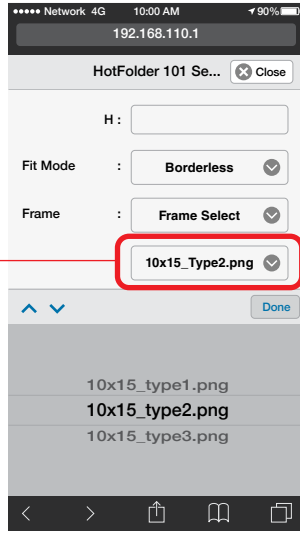 Network 4G 10:00 AM 90%
192.168.110.1
HotFolder 101 Se... Close
H :
Fit Mode : Borderless
Frame : Frame Select
10x15_Type2.png
Done
10x15_type1.png
10x15_type2.png
10x15_type3.png